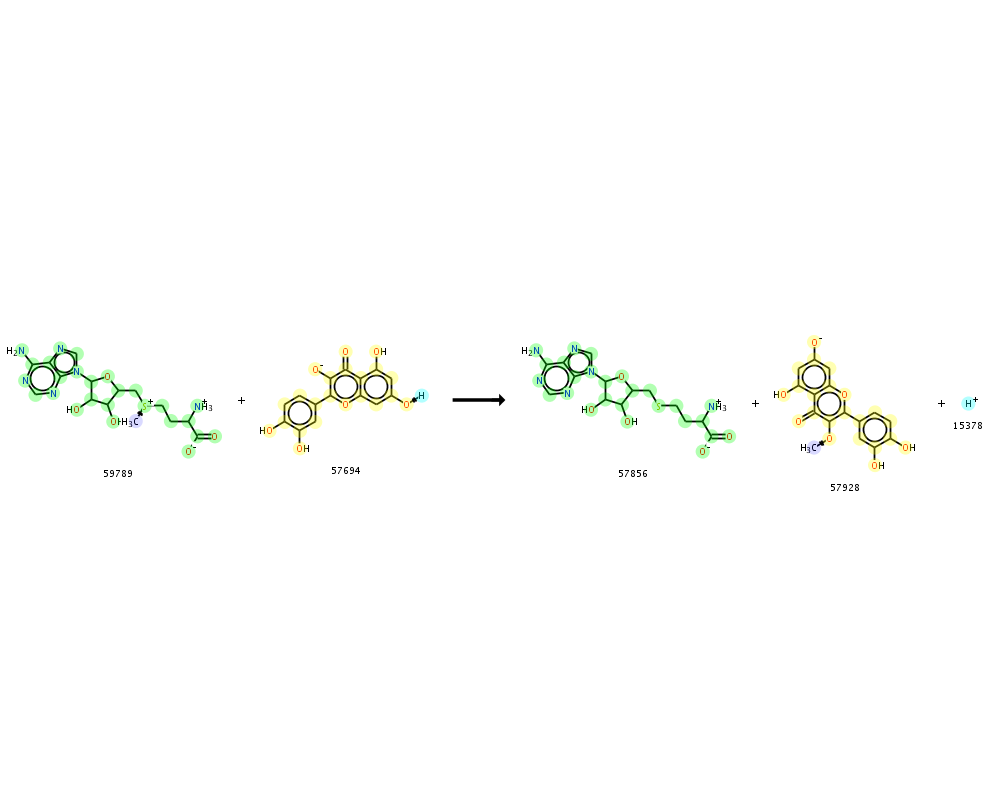 H2N N N N N O HO OH H3C S+ NH3+ O O-
59789
+
O- O OH O O H HO OH
57694
+
H2N N N N N O HO OH S NH3+ O O-
57856
+
O- HO O O O H3C OH OH
57928
+
H+
15378